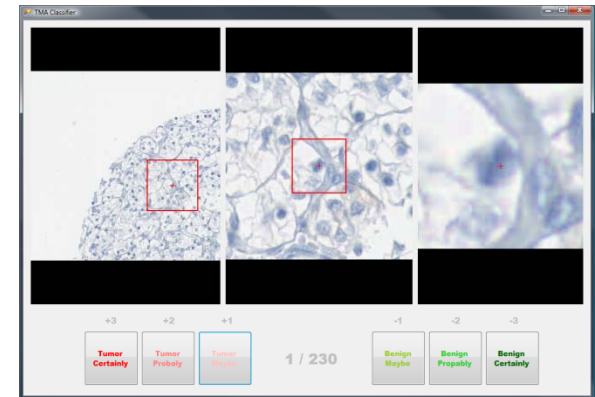 TMA Classifier
+3
+2
+1
-1
-2
-3
Tumor
Certainly
Tumor
Probaly
Tumor
Maybe
1 / 230
Benign
Maybe
Benign
Propably
Benign
Certainly